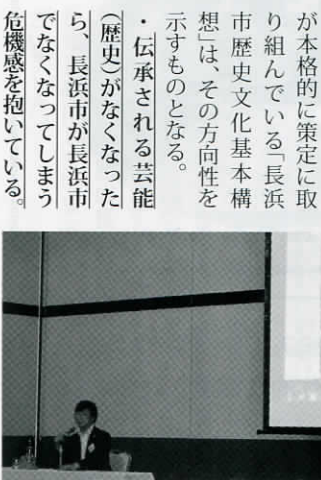 が本格的に策定に取
り組んでいる「長浜
市歴史文化基本構
想」は、その方向性を
示すものとなる。
・伝承される芸能
(歴史)がなくなった
ら、長浜市が長浜市
でなくなってしまう
危機感を抱いている。